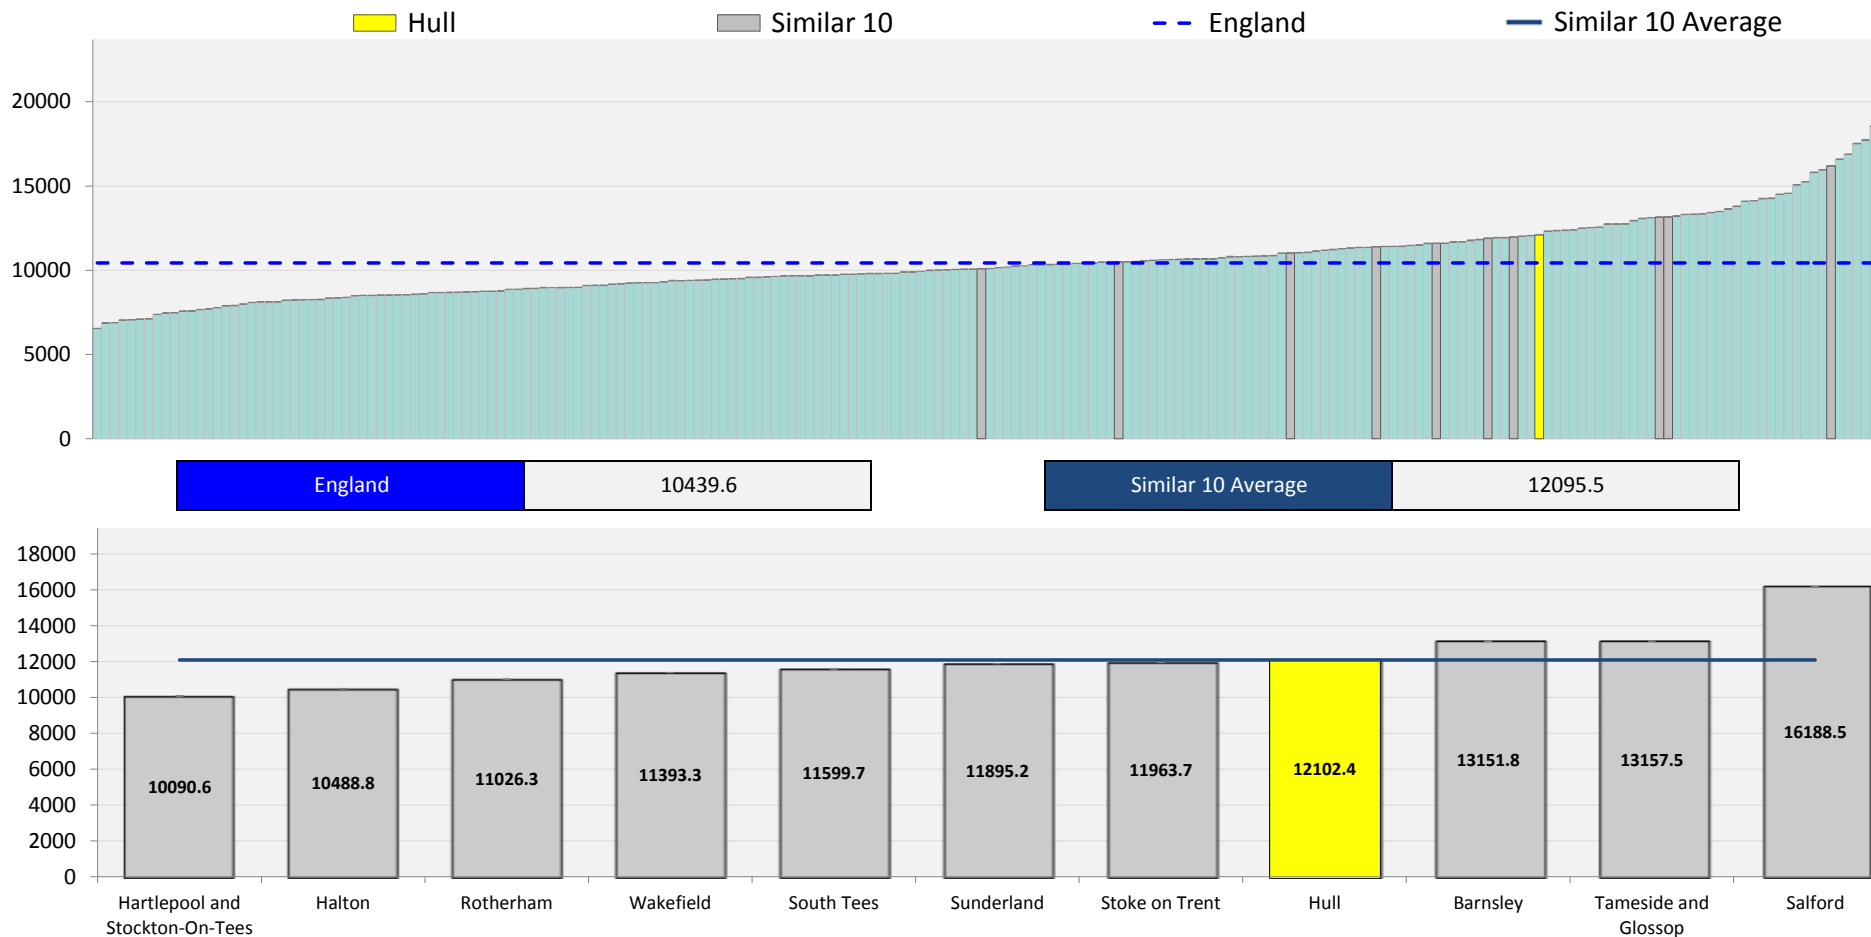 Hull
Similar 10
England
Similar 10 Average
20000
15000
10000
5000
0
England
10439.6
Similar 10 Average
12095.5
18000
16000
14000
12000
10000
8000
6000
4000
2000
0
10090.6
10488.8
11026.3
11393.3
11599.7
11895.2
11963.7
12102.4
13151.8
13157.5
16188.5
Hartlepool and
Stockton-On-Tees
Halton
Rotherham
Wakefield
South Tees
Sunderland
Stoke on Trent
Hull
Barnsley
Tameside and
Glossop
Salford